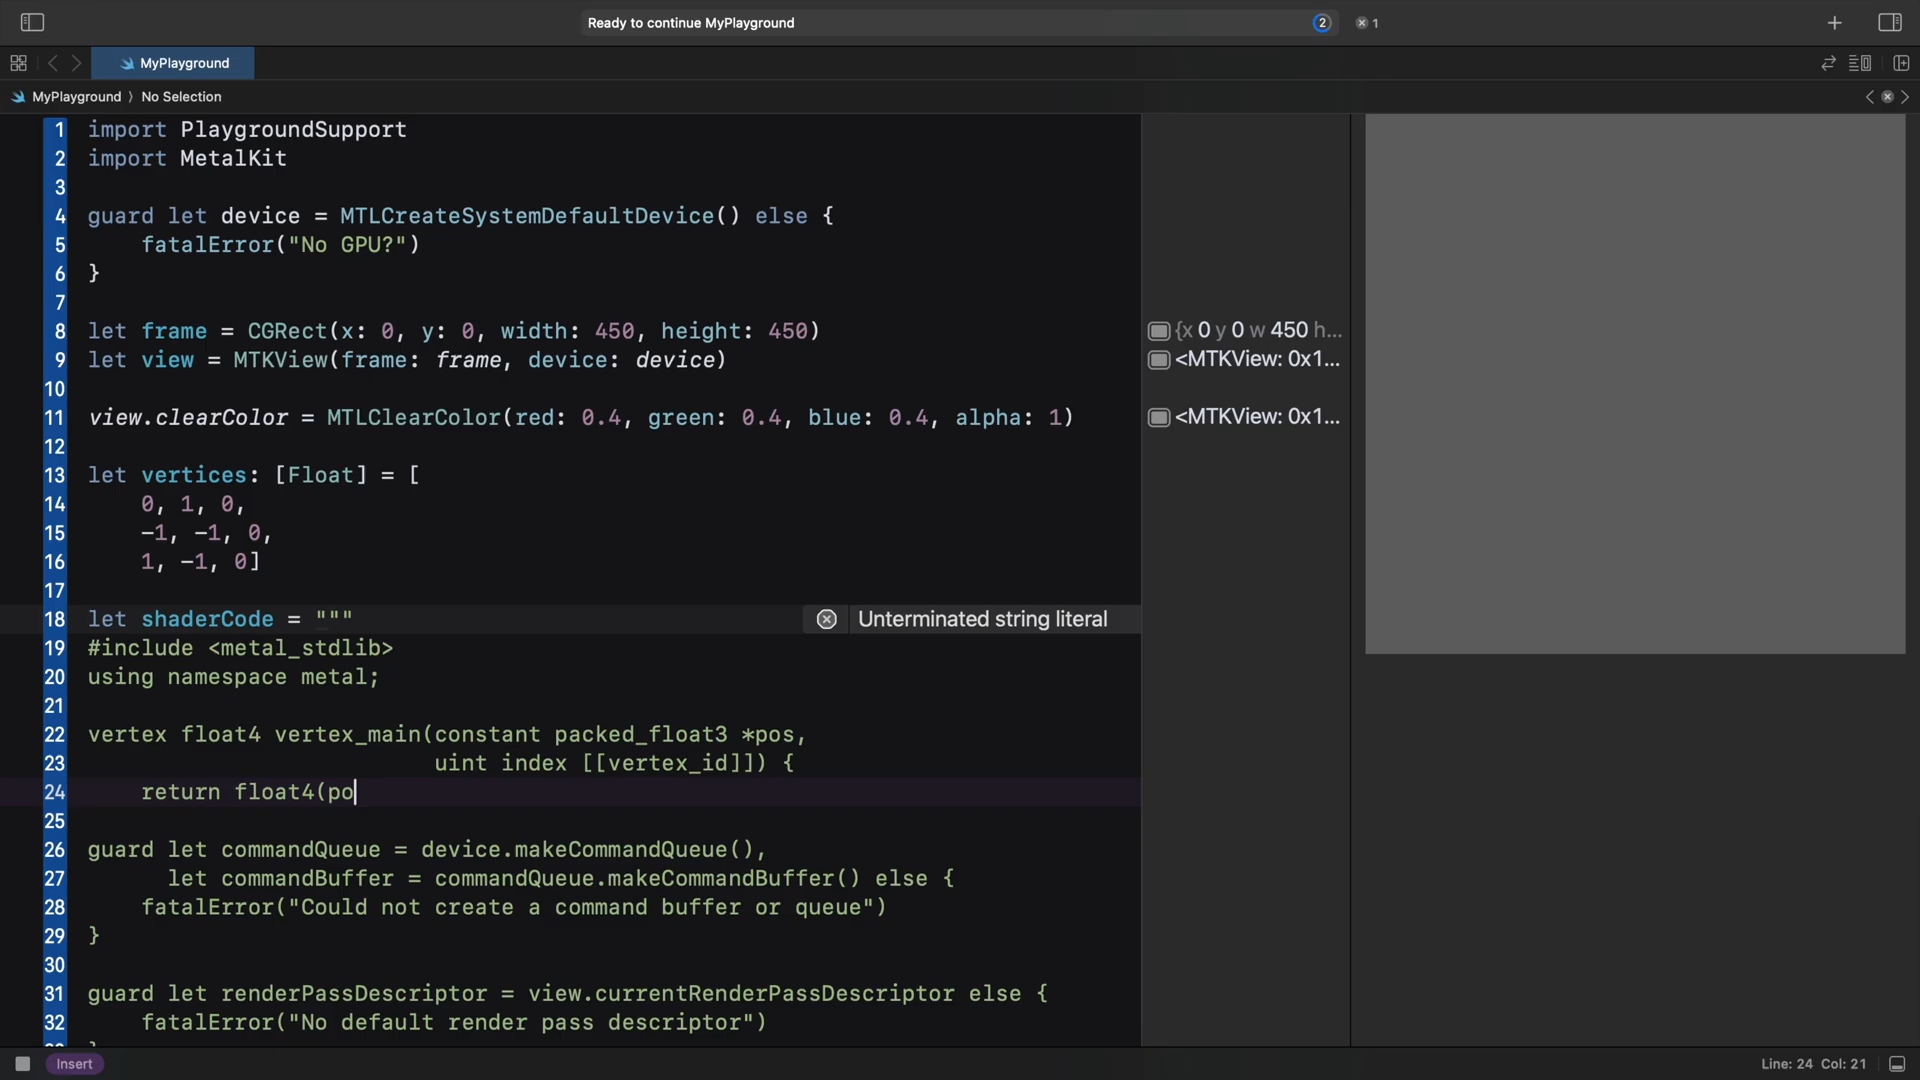 Ready to continue MyPlayground
2
1
MyPlayground
MyPlayground 〉 No Selection
1 import PlaygroundSupport
2 import MetalKit
3
4 guard let device = MTLCreateSystemDefaultDevice() else {
5 fatalError("No GPU?")
6 }
7
8 let frame = CGRect(x: 0, y: 0, width: 450, height: 450)
{x 0 y 0 w 450 h...
9 let view = MTKView(frame: frame, device: device)
<MTKView: 0x1...
10
11 view.clearColor = MTLClearColor(red: 0.4, green: 0.4, blue: 0.4, alpha: 1)
<MTKView: 0x1...
12
13 let vertices: [Float] = [
14 0, 1, 0,
15 -1, -1, 0,
16 1, -1, 0]
17
18 let shaderCode = """
Unterminated string literal
19 #include <metal_stdlib>
20 using namespace metal;
21
22 vertex float4 vertex_main(constant packed_float3 *pos,
23 uint index [[vertex_id]]) {
24 return float4(po
25
26 guard let commandQueue = device.makeCommandQueue(),
27 let commandBuffer = commandQueue.makeCommandBuffer() else {
28 fatalError("Could not create a command buffer or queue")
29 }
30
31 guard let renderPassDescriptor = view.currentRenderPassDescriptor else {
32 fatalError("No default render pass descriptor")
Insert
Line: 24 Col: 21